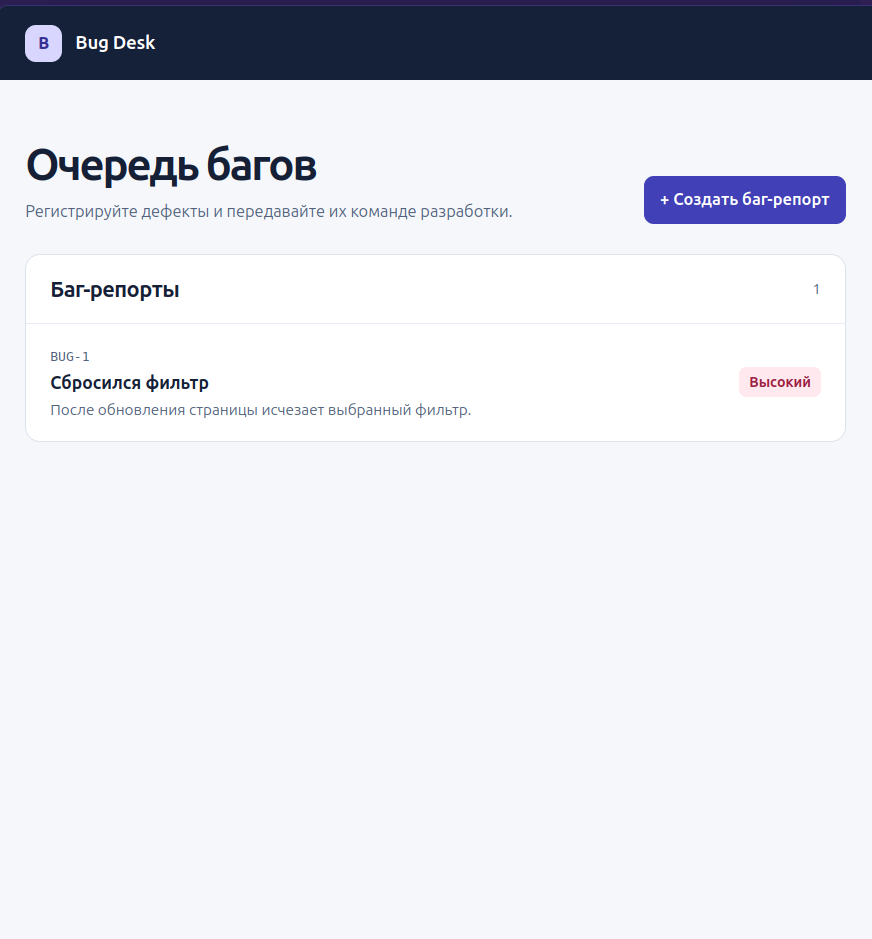 B Bug Desk
Очередь багов
Регистрируйте дефекты и передавайте их команде разработки.
+ Создать баг-репорт
Баг-репорты 1
BUG-1
Сбросился фильтр
Высокий
После обновления страницы исчезает выбранный фильтр.